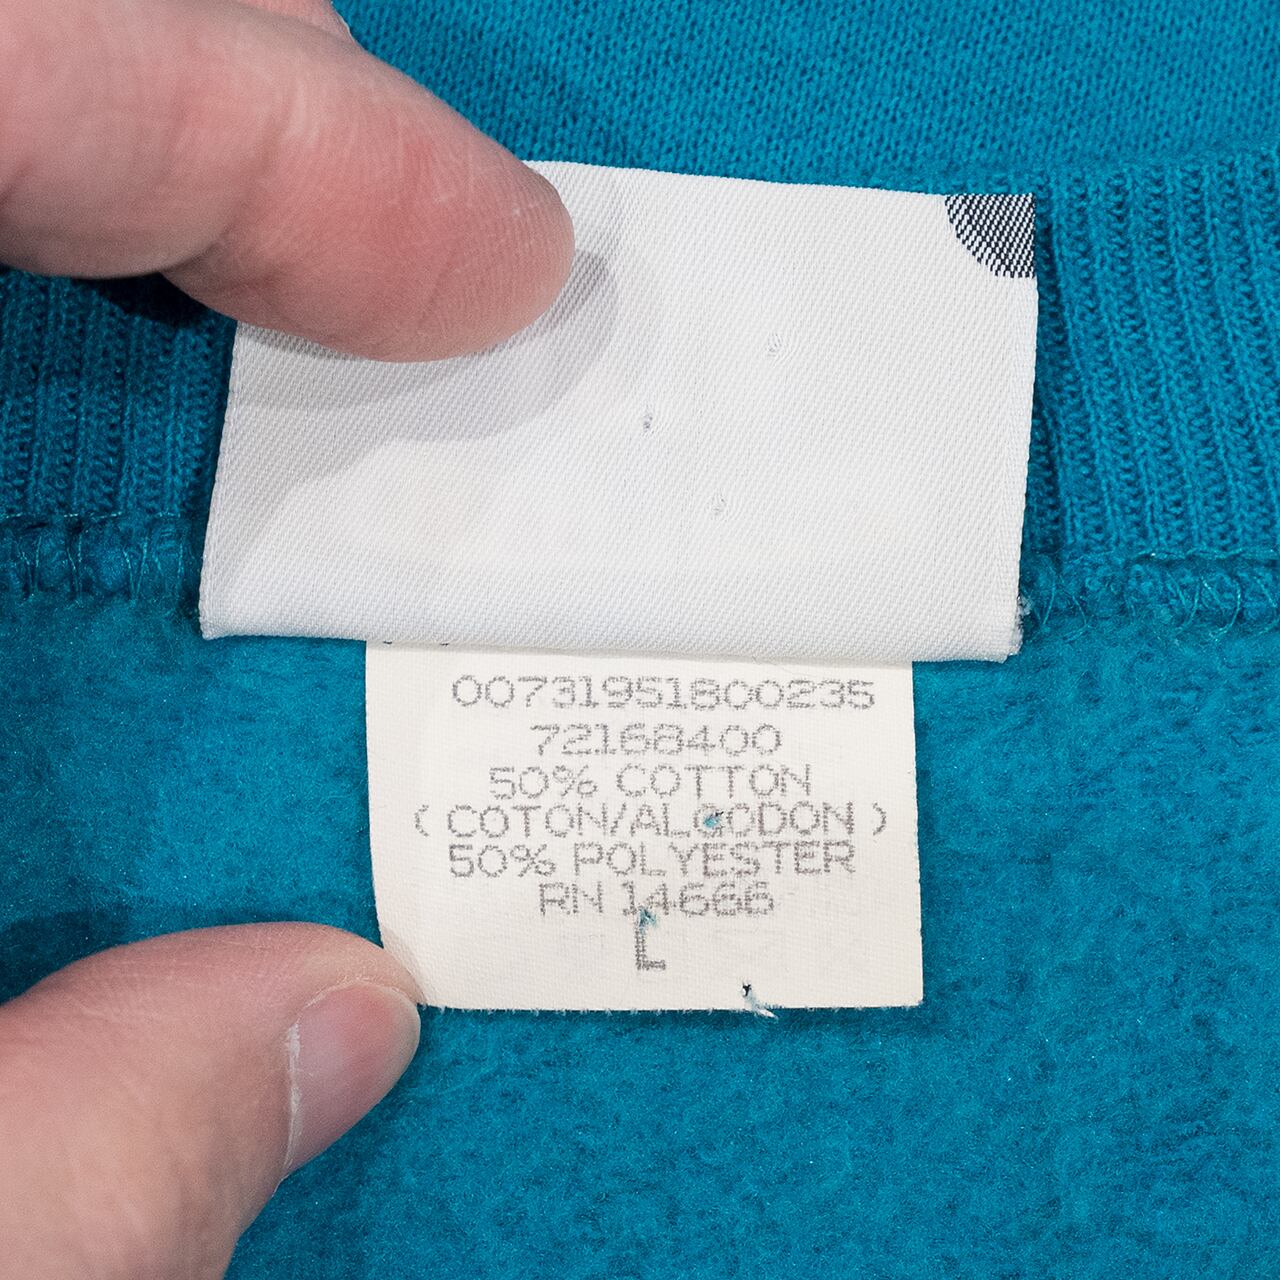 00731951800235
72168400
50% COTTON
( COTON/ALGODON )
50% POLYESTER
RN 14666
L